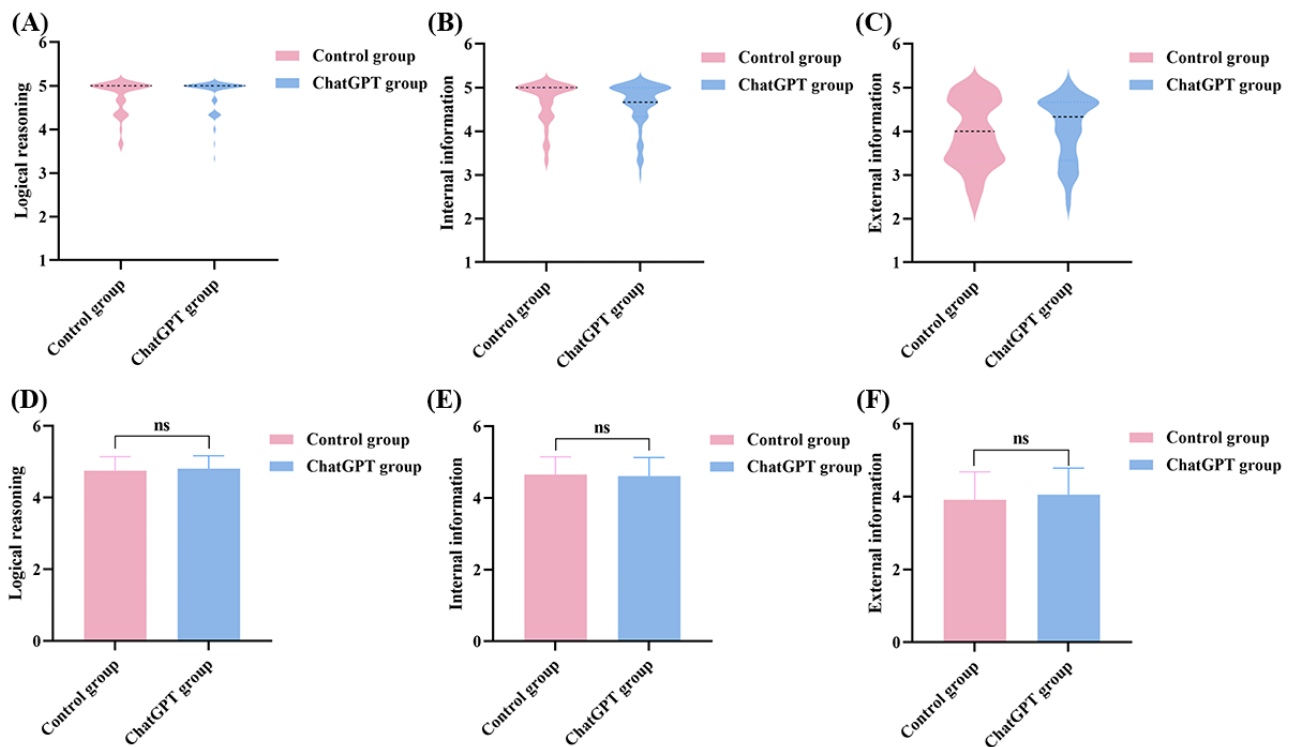 (A)
Logical reasoning
6
5
4
3
2
1
Control group
ChatGPT group
Control group
ChatGPT group
(B)
Internal information
6
5
4
3
2
1
Control group
ChatGPT group
Control group
ChatGPT group
(C)
External information
6
5
4
3
2
1
Control group
ChatGPT group
Control group
ChatGPT group
(D)
Logical reasoning
6
4
2
0
ns
Control group
ChatGPT group
Control group
ChatGPT group
(E)
Internal information
6
4
2
0
ns
Control group
ChatGPT group
Control group
ChatGPT group
(F)
External information
6
4
2
0
ns
Control group
ChatGPT group
Control group
ChatGPT group